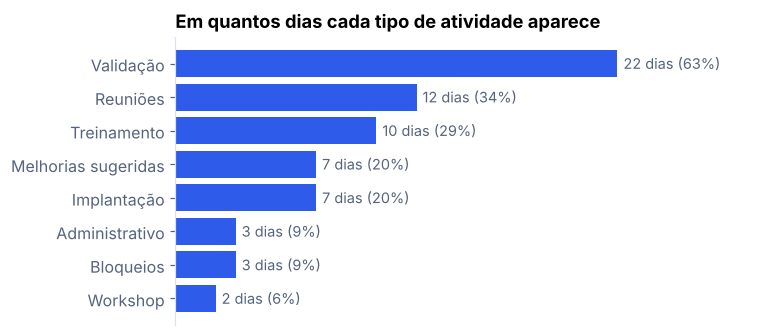 Em quantos dias cada tipo de atividade aparece
Validação 22 dias (63%)
Reuniões 12 dias (34%)
Treinamento 10 dias (29%)
Melhorias sugeridas 7 dias (20%)
Implantação 7 dias (20%)
Administrativo 3 dias (9%)
Bloqueios 3 dias (9%)
Workshop 2 dias (6%)